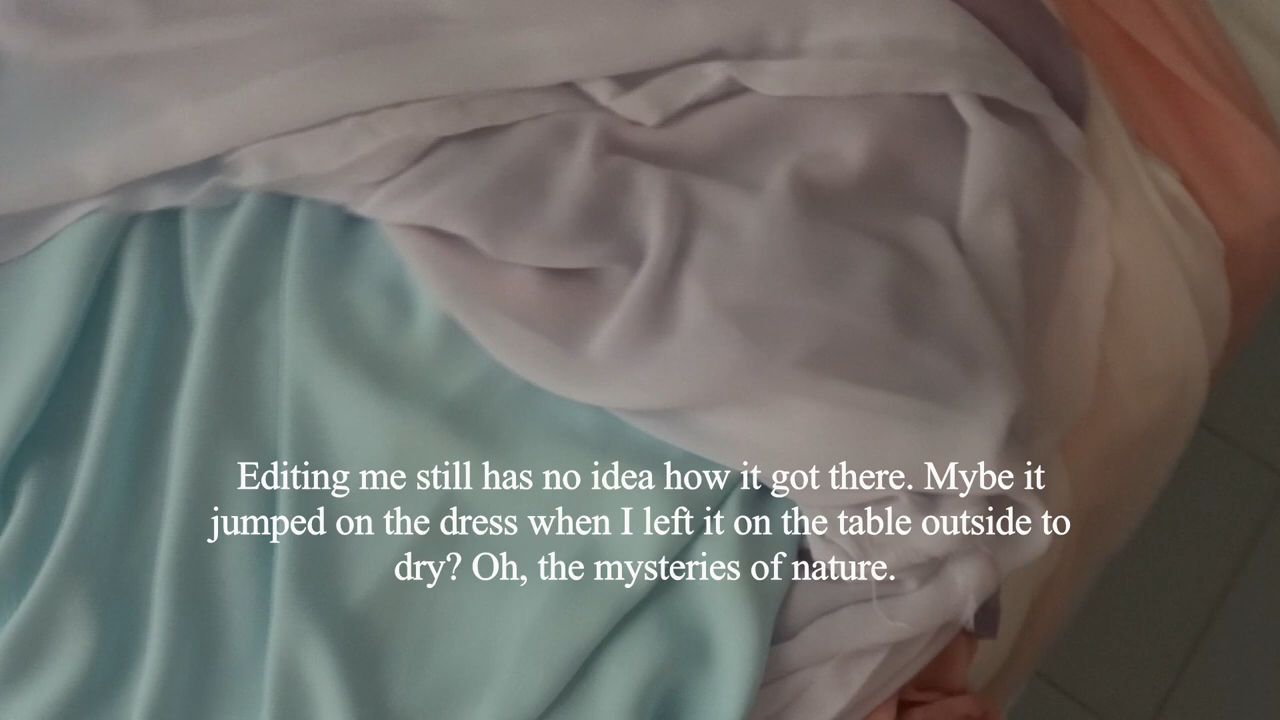 Editing me still has no idea how it got there. Mybe it
jumped on the dress when I left it on the table outside to
dry? Oh, the mysteries of nature.